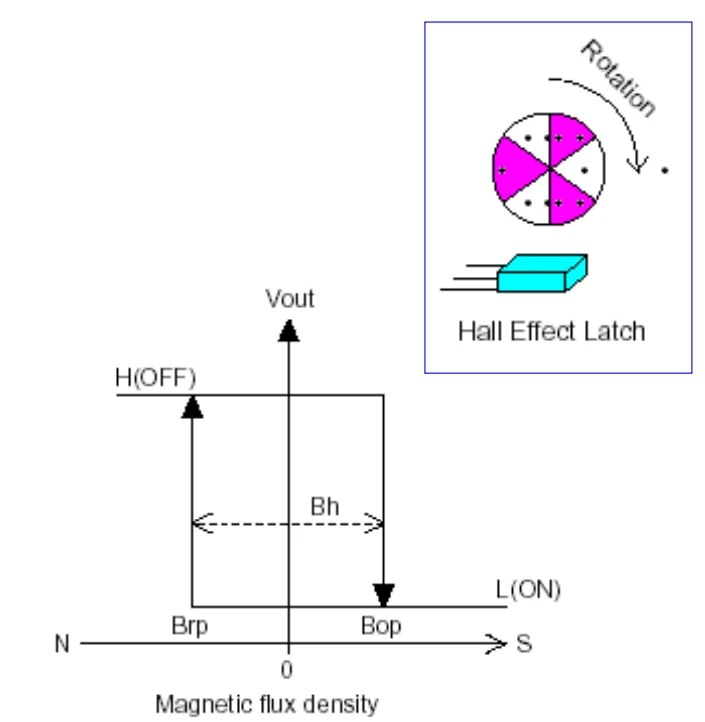 Rotation
Hall Effect Latch
Vout
H(OFF)
Bh
L(ON)
Brp
Bop
N
S
0
Magnetic flux density